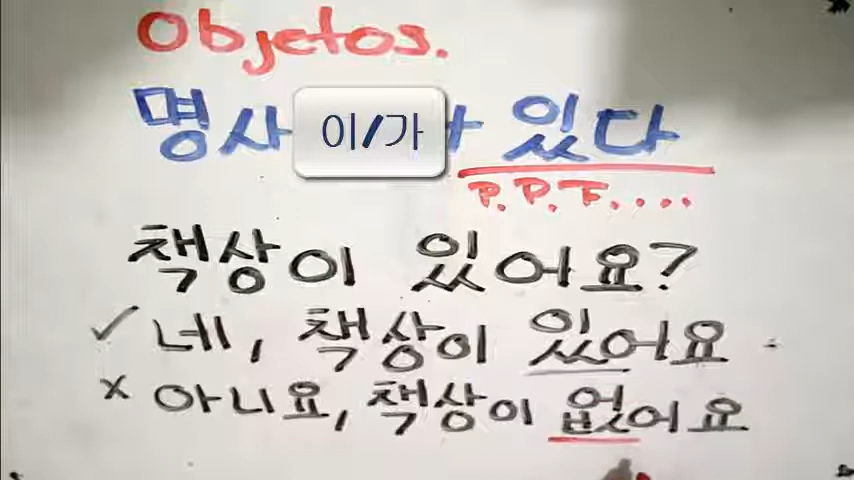 Objetos.
명사 이/가 있다
P.P.F....
책상이 있어요?
✓ 네, 책상이 있어요.
x 아니요, 책상이 없어요